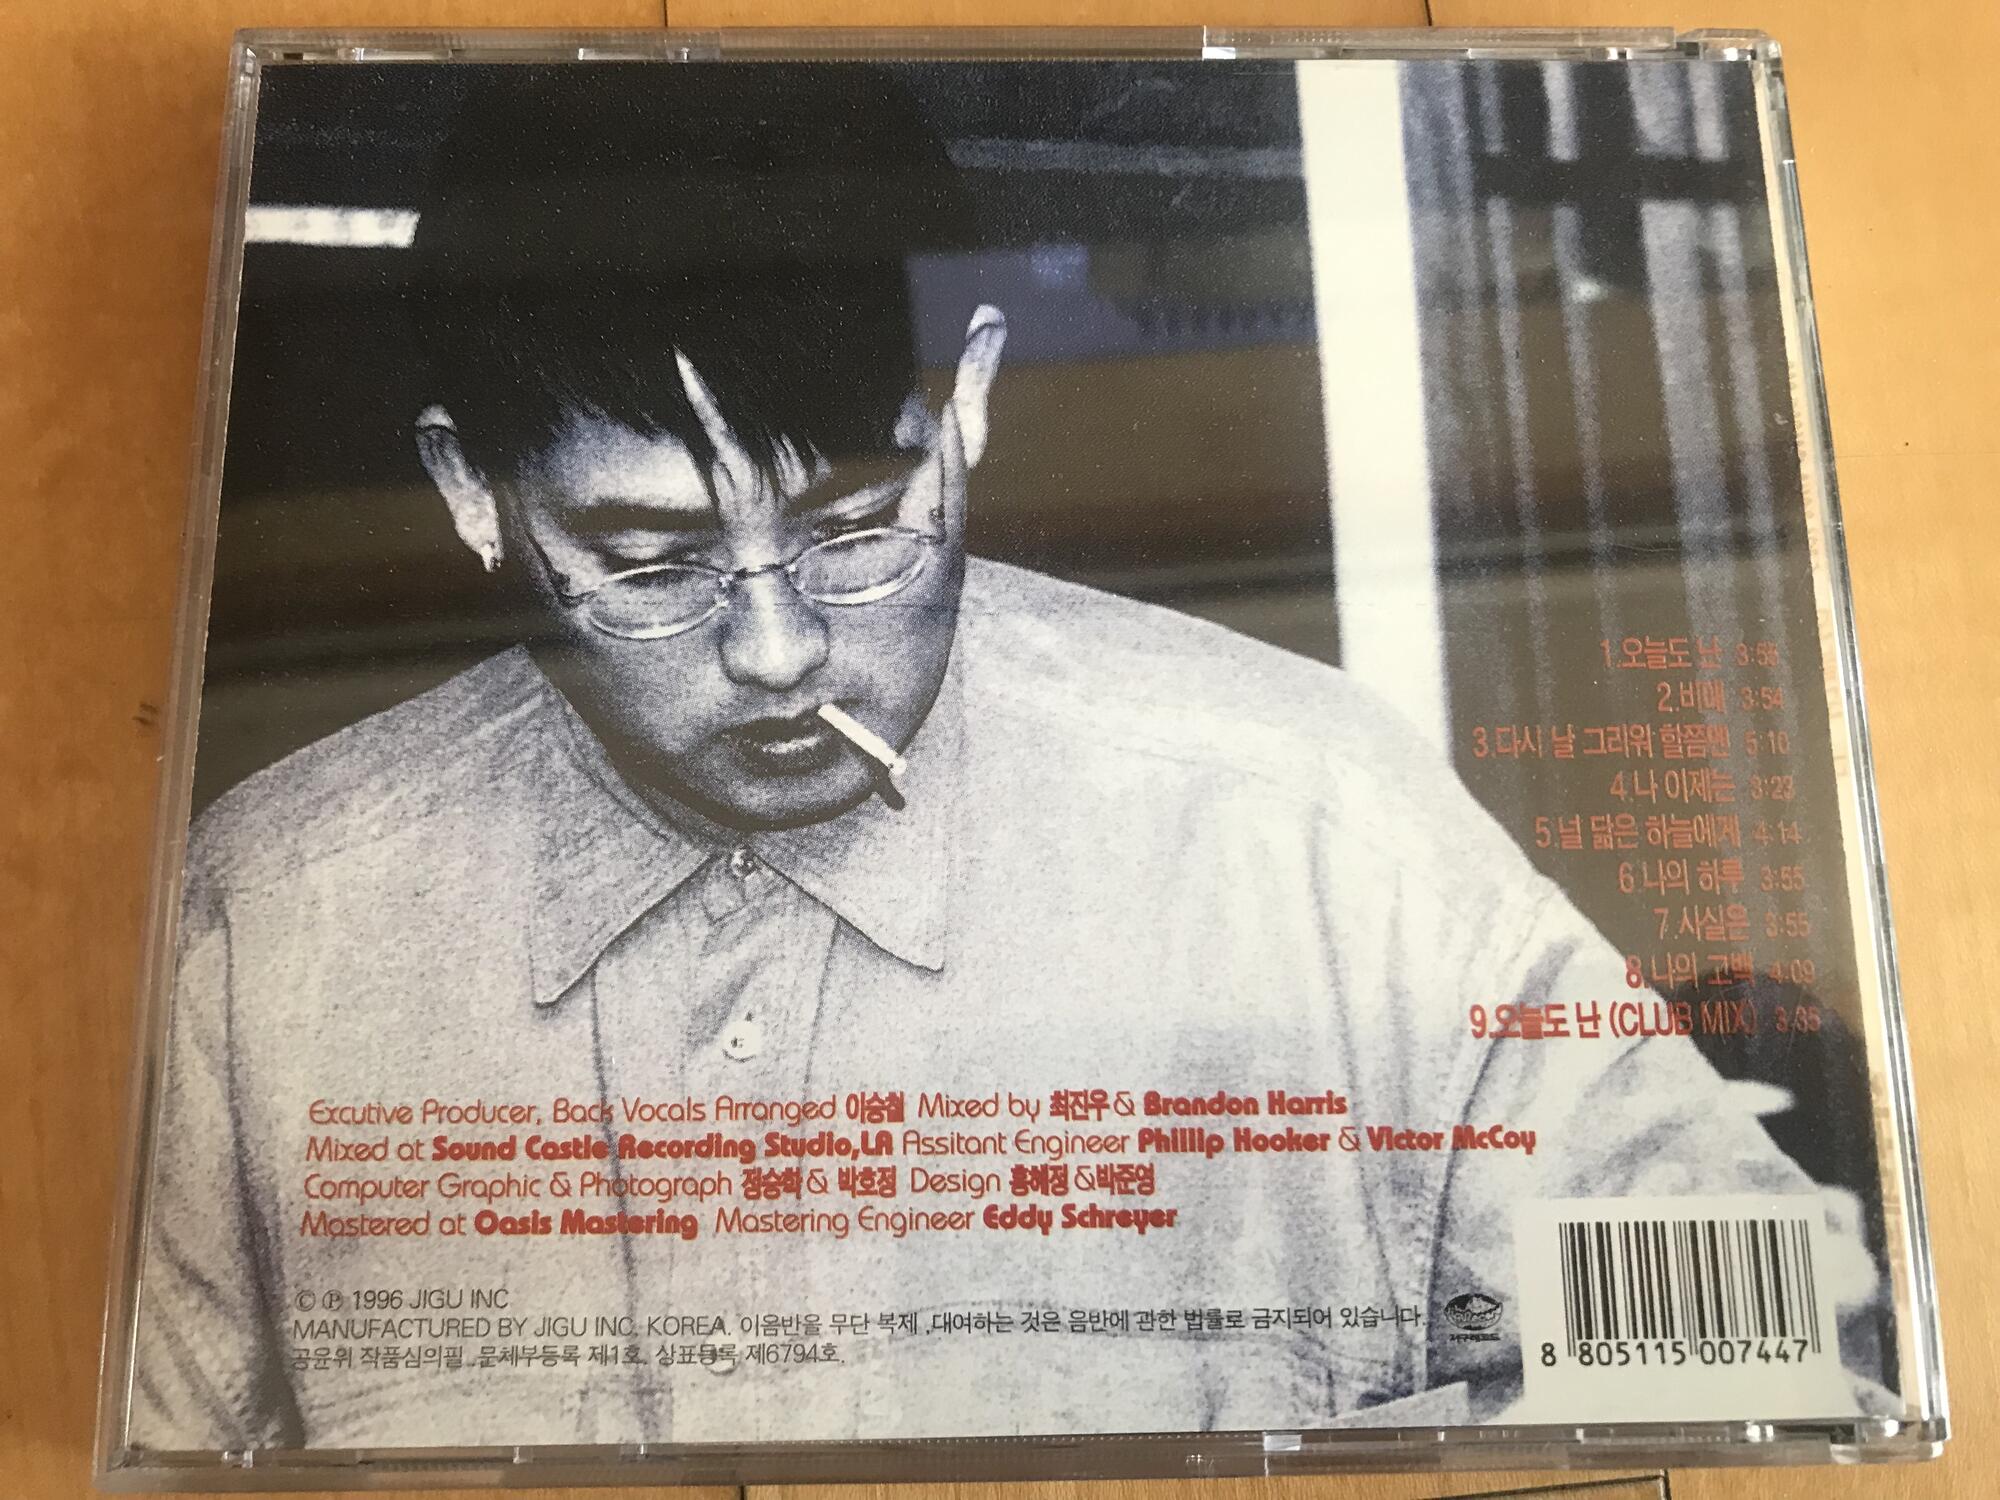 1.오늘도 난 3:55
2.비애 3:54
3.다시 날 그리워 할쯤엔 5:10
4.나 이제는 3:23
5.널 닮은 하늘에게 4:14
6.나의 하루 3:55
7.사실은 3:55
8.나의 고백 4:09
9.오늘도 난 (CLUB MIX) 3:35
Excutive Producer, Back Vocals Arranged 이승철 Mixed by 최진우 & Brandon Harris
Mixed at Sound Castle Recording Studio,LA Assitant Engineer Phillip Hooker & Victor McCoy
Computer Graphic & Photograph 정승학 & 박호정 Design 홍혜정 &박준영
Mastered at Oasis Mastering Mastering Engineer Eddy Schreyer
© ℗ 1996 JIGU INC
MANUFACTURED BY JIGU INC. KOREA. 이음반을 무단 복제 ,대여하는 것은 음반에 관한 법률로 금지되어 있습니다.
공윤위 작품심의필. 문체부등록 제1호. 상표등록 제6794호.
지구레코드
8 805115 007447